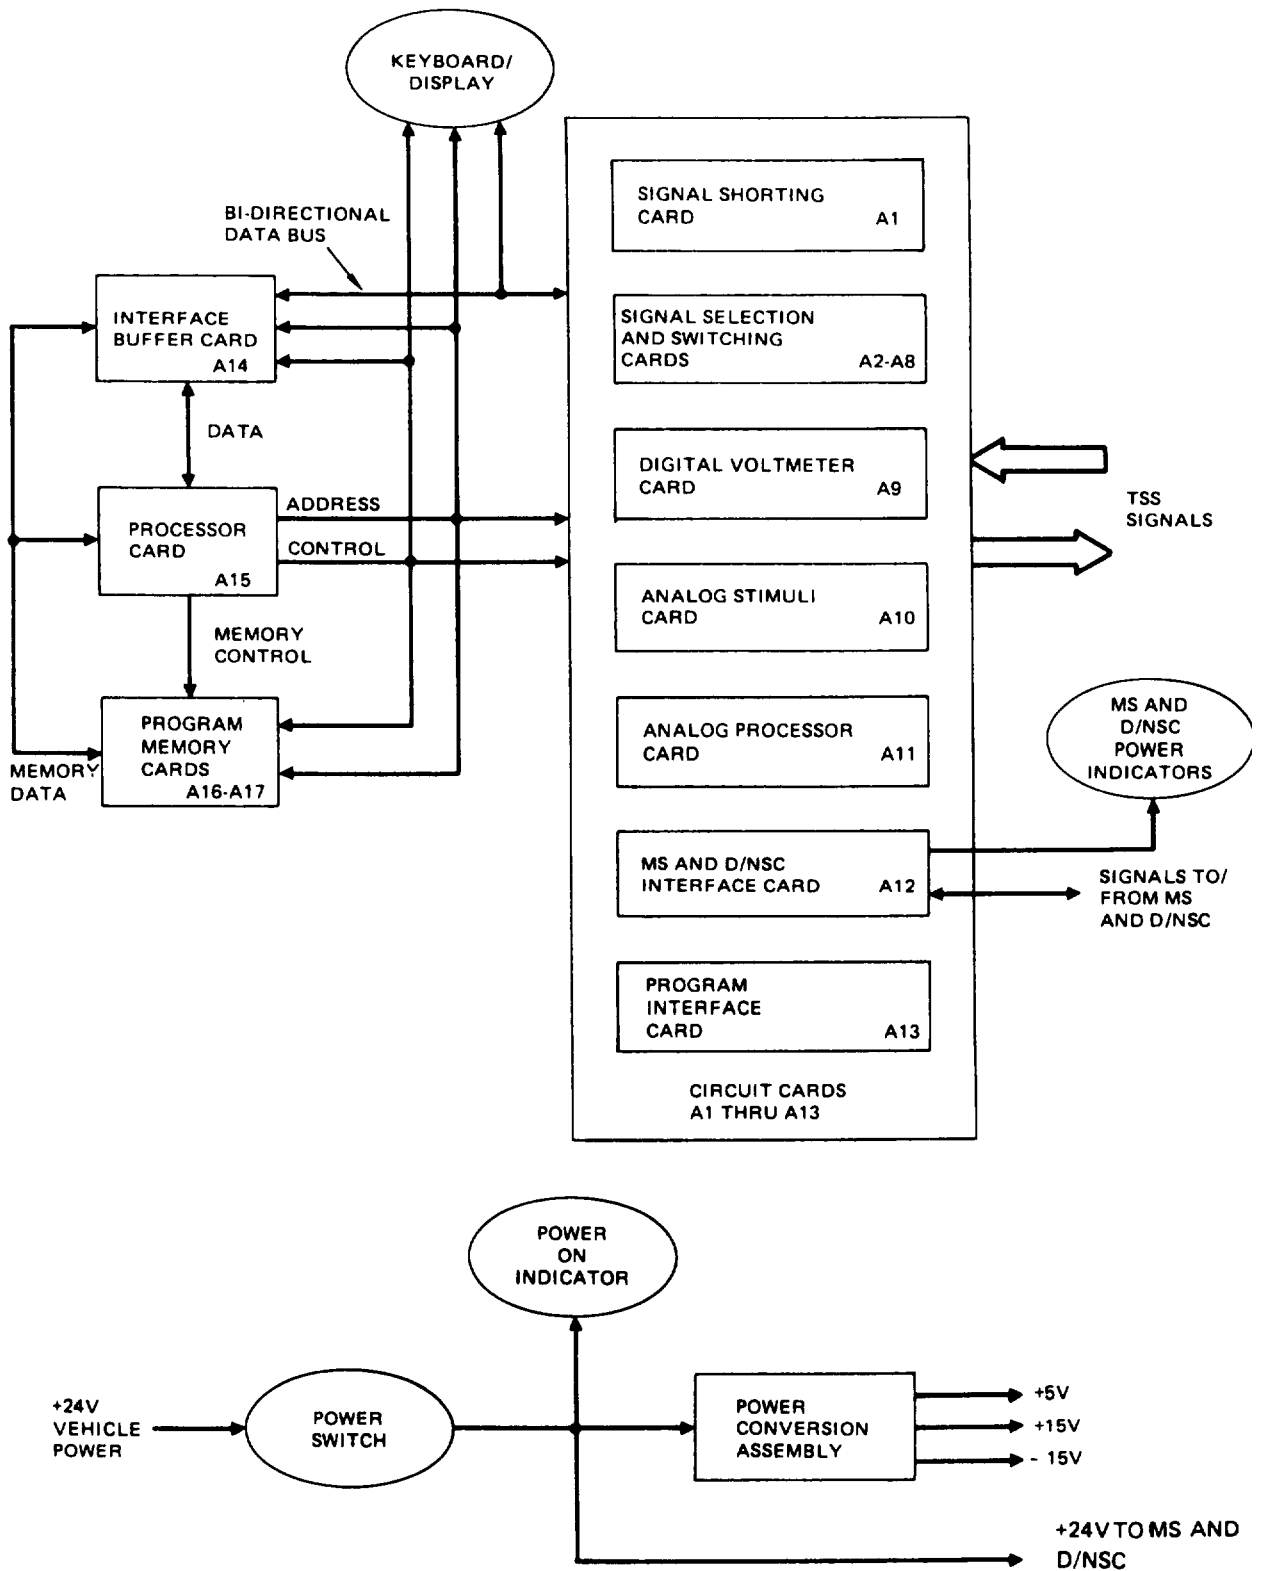 KEYBOARD/
DISPLAY
BI-DIRECTIONAL
DATA BUS
INTERFACE
BUFFER CARD
A14
DATA
PROCESSOR
CARD
A15
ADDRESS
CONTROL
MEMORY
CONTROL
PROGRAM
MEMORY
CARDS
A16-A17
MEMORY
DATA
SIGNAL SHORTING
CARD A1
SIGNAL SELECTION
AND SWITCHING
CARDS A2-A8
DIGITAL VOLTMETER
CARD A9
ANALOG STIMULI
CARD A10
ANALOG PROCESSOR
CARD A11
MS AND D/NSC
INTERFACE CARD A12
PROGRAM
INTERFACE
CARD A13
CIRCUIT CARDS
A1 THRU A13
TSS
SIGNALS
MS AND
D/NSC
POWER
INDICATORS
SIGNALS TO/
FROM MS
AND D/NSC
POWER
ON
INDICATOR
+24V
VEHICLE
POWER
POWER
SWITCH
POWER
CONVERSION
ASSEMBLY
+5V
+15V
- 15V
+24V TO MS AND
D/NSC